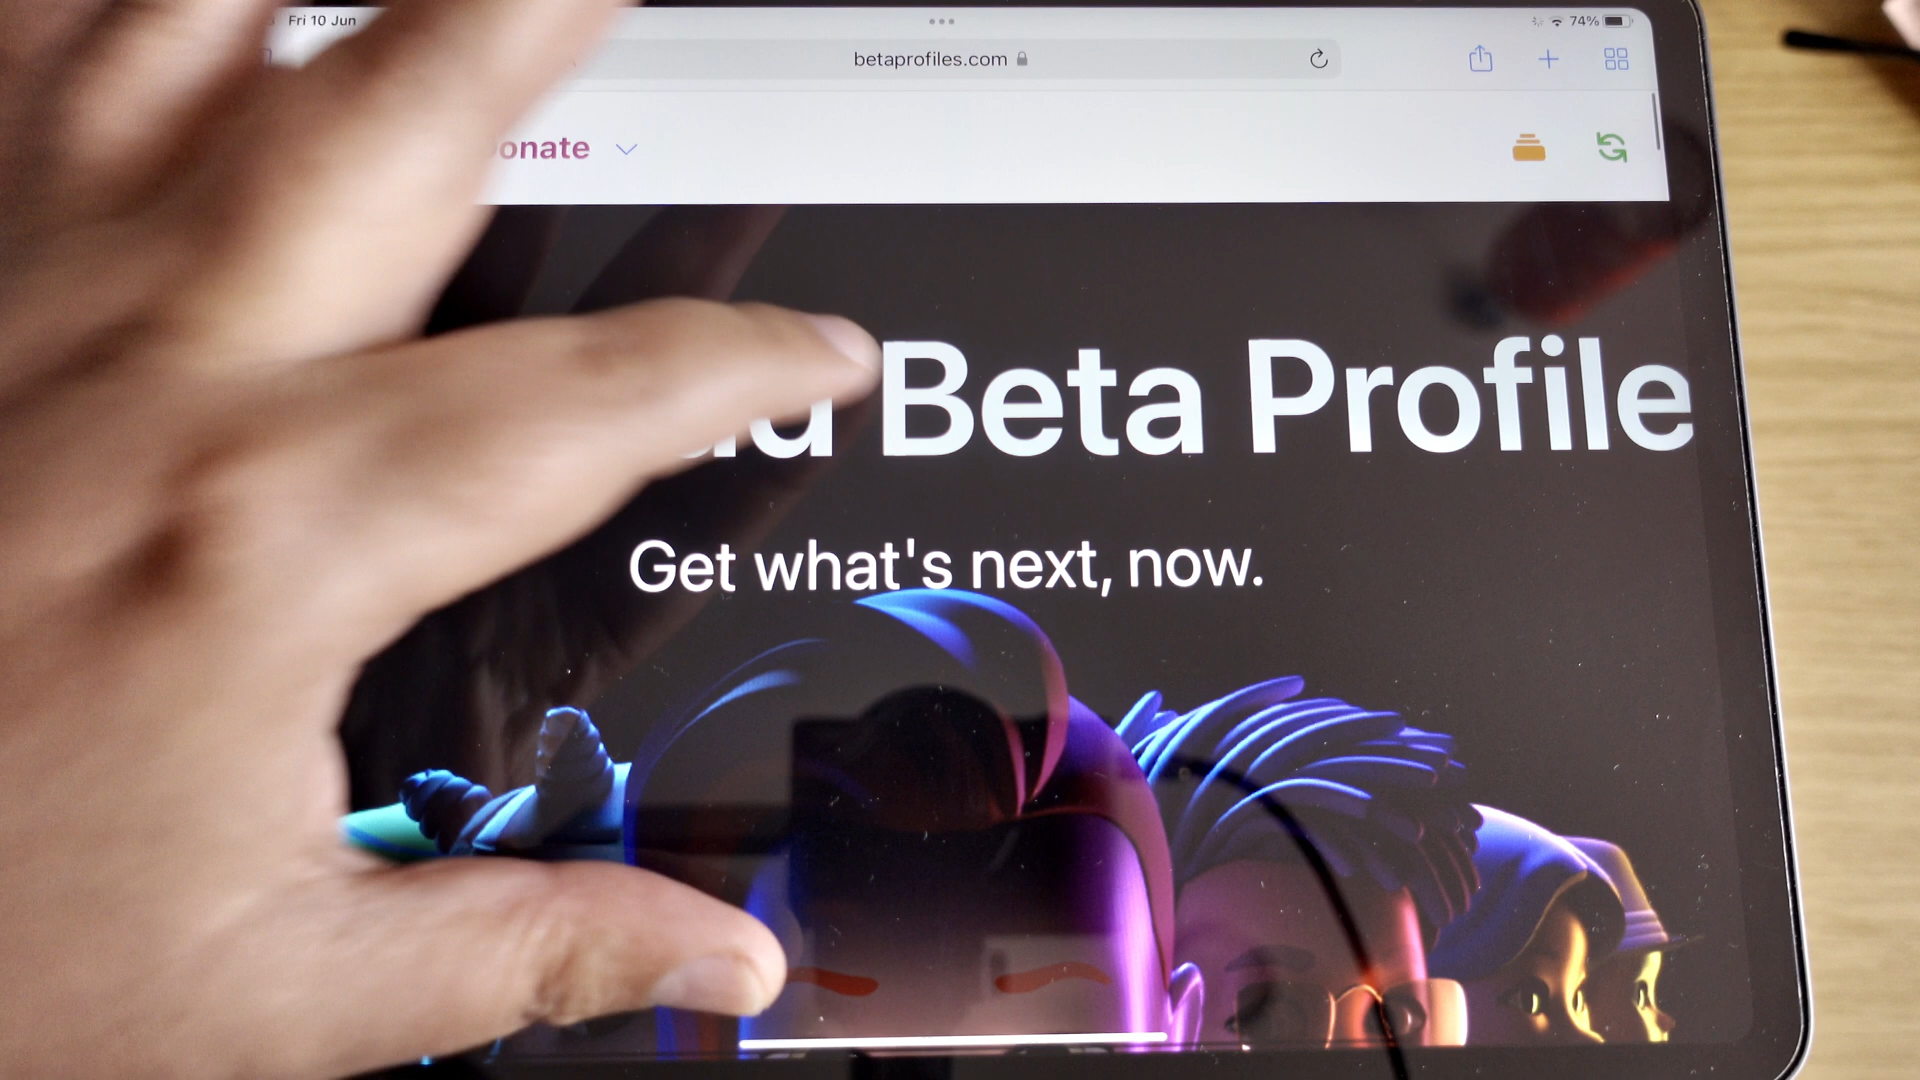 Fri 10 Jun
74%
betaprofiles.com
onate
Beta Profile
Get what's next, now.